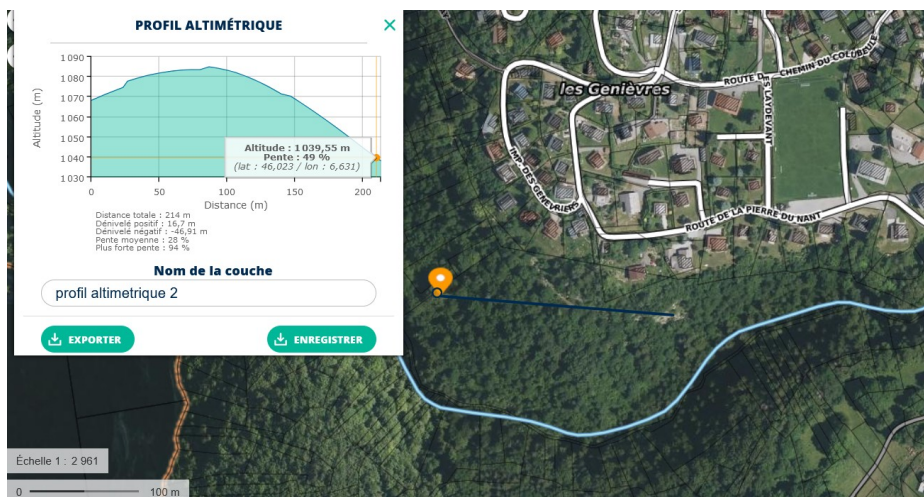 PROFIL ALTIMÉTRIQUE
1 090
1 080
1 070
1 060
1 050
1 040
1 030
Altitude (m)
Altitude : 1 039,55 m
Pente : 49 %
(lat : 46,023 / lon : 6,631)
0 50 100 150 200
Distance (m)
Distance totale : 214 m
Dénivelé positif : 16,7 m
Dénivelé négatif : -46,91 m
Pente moyenne : 28 %
Plus forte pente : 94 %
Nom de la couche
profil altimetrique 2
EXPORTER
ENREGISTRER
les Genièvres
ROUTE DES LAYDEVANT
CHEMIN DU COLUBEULE
IMP. DES GENEVRIERS
ROUTE DE LA PIERRE DU NANT
Échelle 1 : 2 961
0 100 m